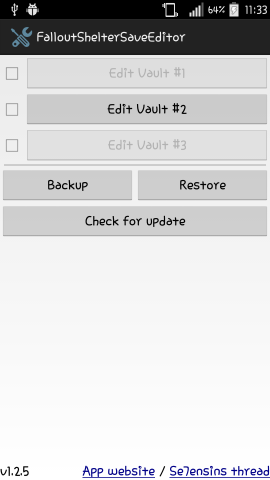 64% 11:33
FalloutShelterSaveEditor
Edit Vault #1
Edit Vault #2
Edit Vault #3
Backup Restore
Check for update
v1.2.5 App website / Se7ensins thread